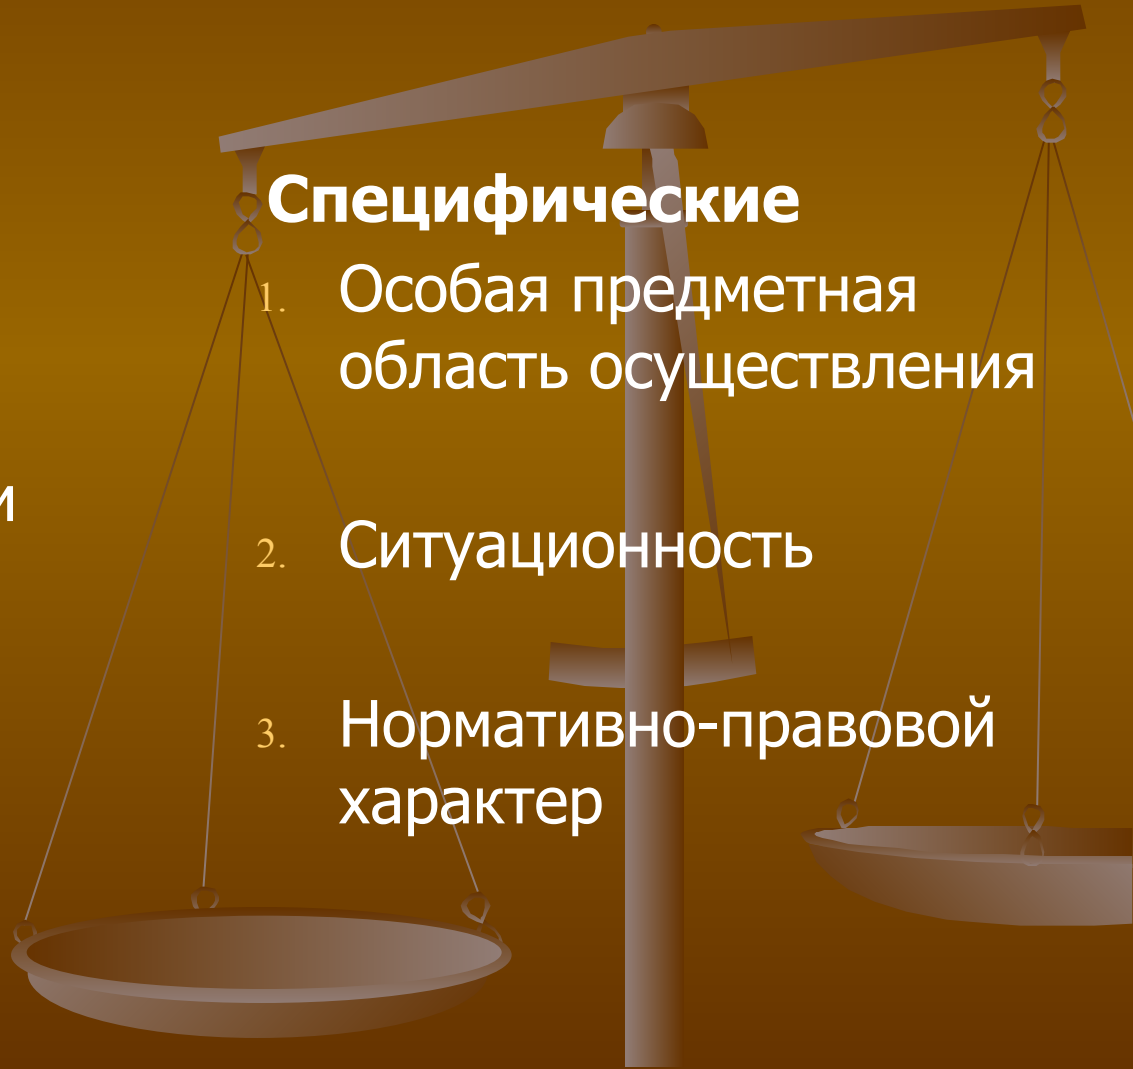 Специфические
1. Особая предметная
область осуществления
и
2. Ситуационность
3. Нормативно-правовой
характер